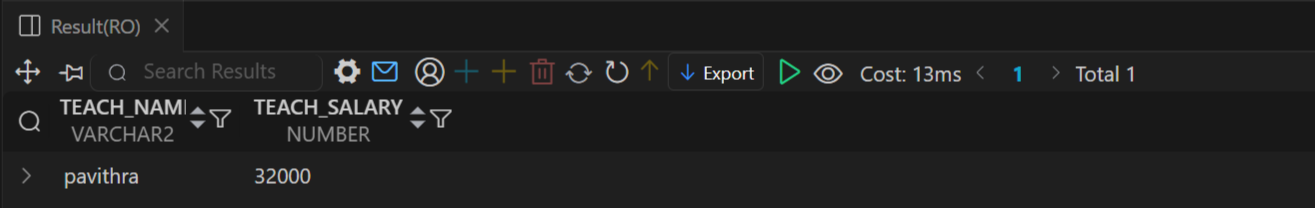 Result(RO)
Search Results Export Cost: 13ms 1 Total 1
TEACH_NAM TEACH_SALARY
VARCHAR2 NUMBER
pavithra 32000